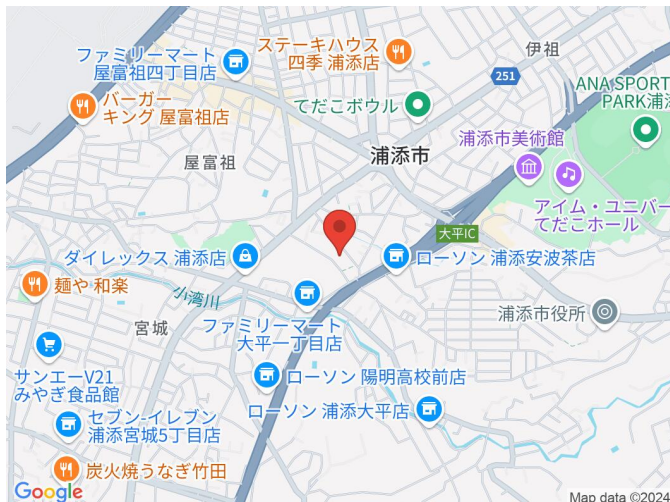 ファミリーマート
屋富祖四丁目店
ステーキハウス
四季 浦添店
伊祖
251
バーガー
キング 屋富祖店
てだこボウル
ANA SPORT
PARK浦添
屋富祖
浦添市
浦添市美術館
アイム・ユニバー
てだこホール
大平IC
ダイレックス 浦添店
ローソン 浦添安波茶店
麺や 和楽
小湾川
宮城
ファミリーマート
大平一丁目店
浦添市役所
サンエーV21
みやぎ食品館
ローソン 陽明高校前店
ローソン 浦添大平店
セブン-イレブン
浦添宮城5丁目店
炭火焼うなぎ竹田
Google
Map data ©2024